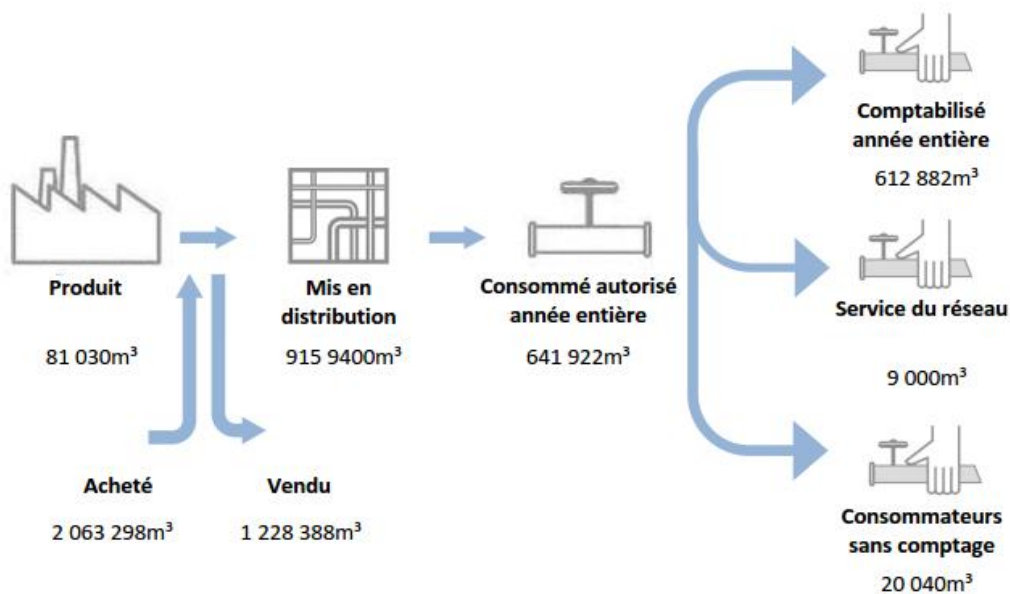 Produit
81 030m³
Acheté
2 063 298m³
Vendu
1 228 388m³
Mis en
distribution
915 9400m³
Consommé autorisé
année entière
641 922m³
Comptabilisé
année entière
612 882m³
Service du réseau
9 000m³
Consommateurs
sans comptage
20 040m³